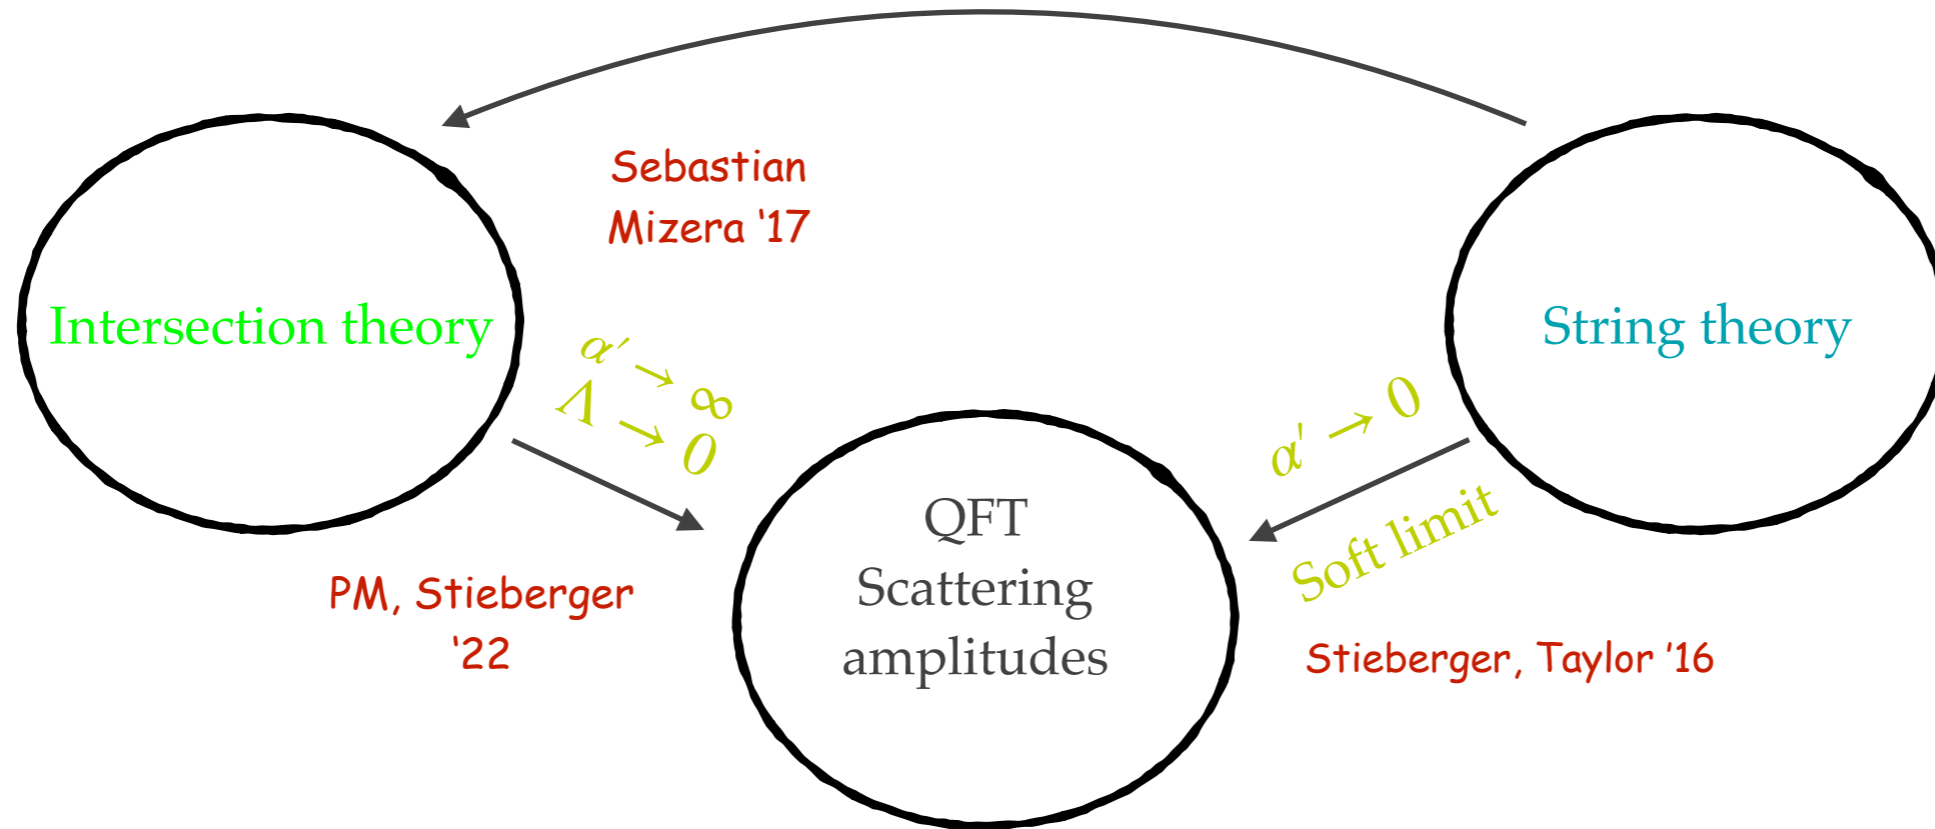 Sebastian
Mizera '17
Intersection theory
String theory
α′ → ∞
Λ → 0
α′ → 0
Soft limit
QFT
Scattering
amplitudes
PM, Stieberger
'22
Stieberger, Taylor '16